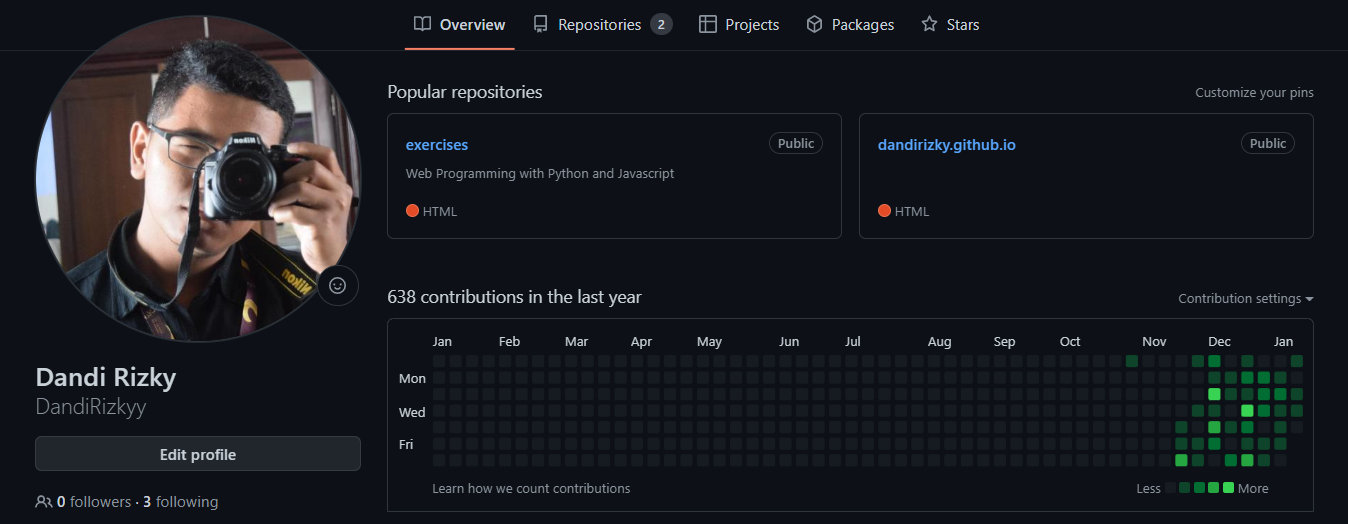 Overview
Repositories 2
Projects
Packages
Stars
Nikon
Nikon
Dandi Rizky
DandiRizkyy
Edit profile
0 followers · 3 following
Popular repositories
Customize your pins
exercises
Public
Web Programming with Python and Javascript
HTML
dandirizky.github.io
Public
HTML
638 contributions in the last year
Contribution settings
Jan Feb Mar Apr May Jun Jul Aug Sep Oct Nov Dec Jan
Mon
Wed
Fri
Learn how we count contributions
Less More